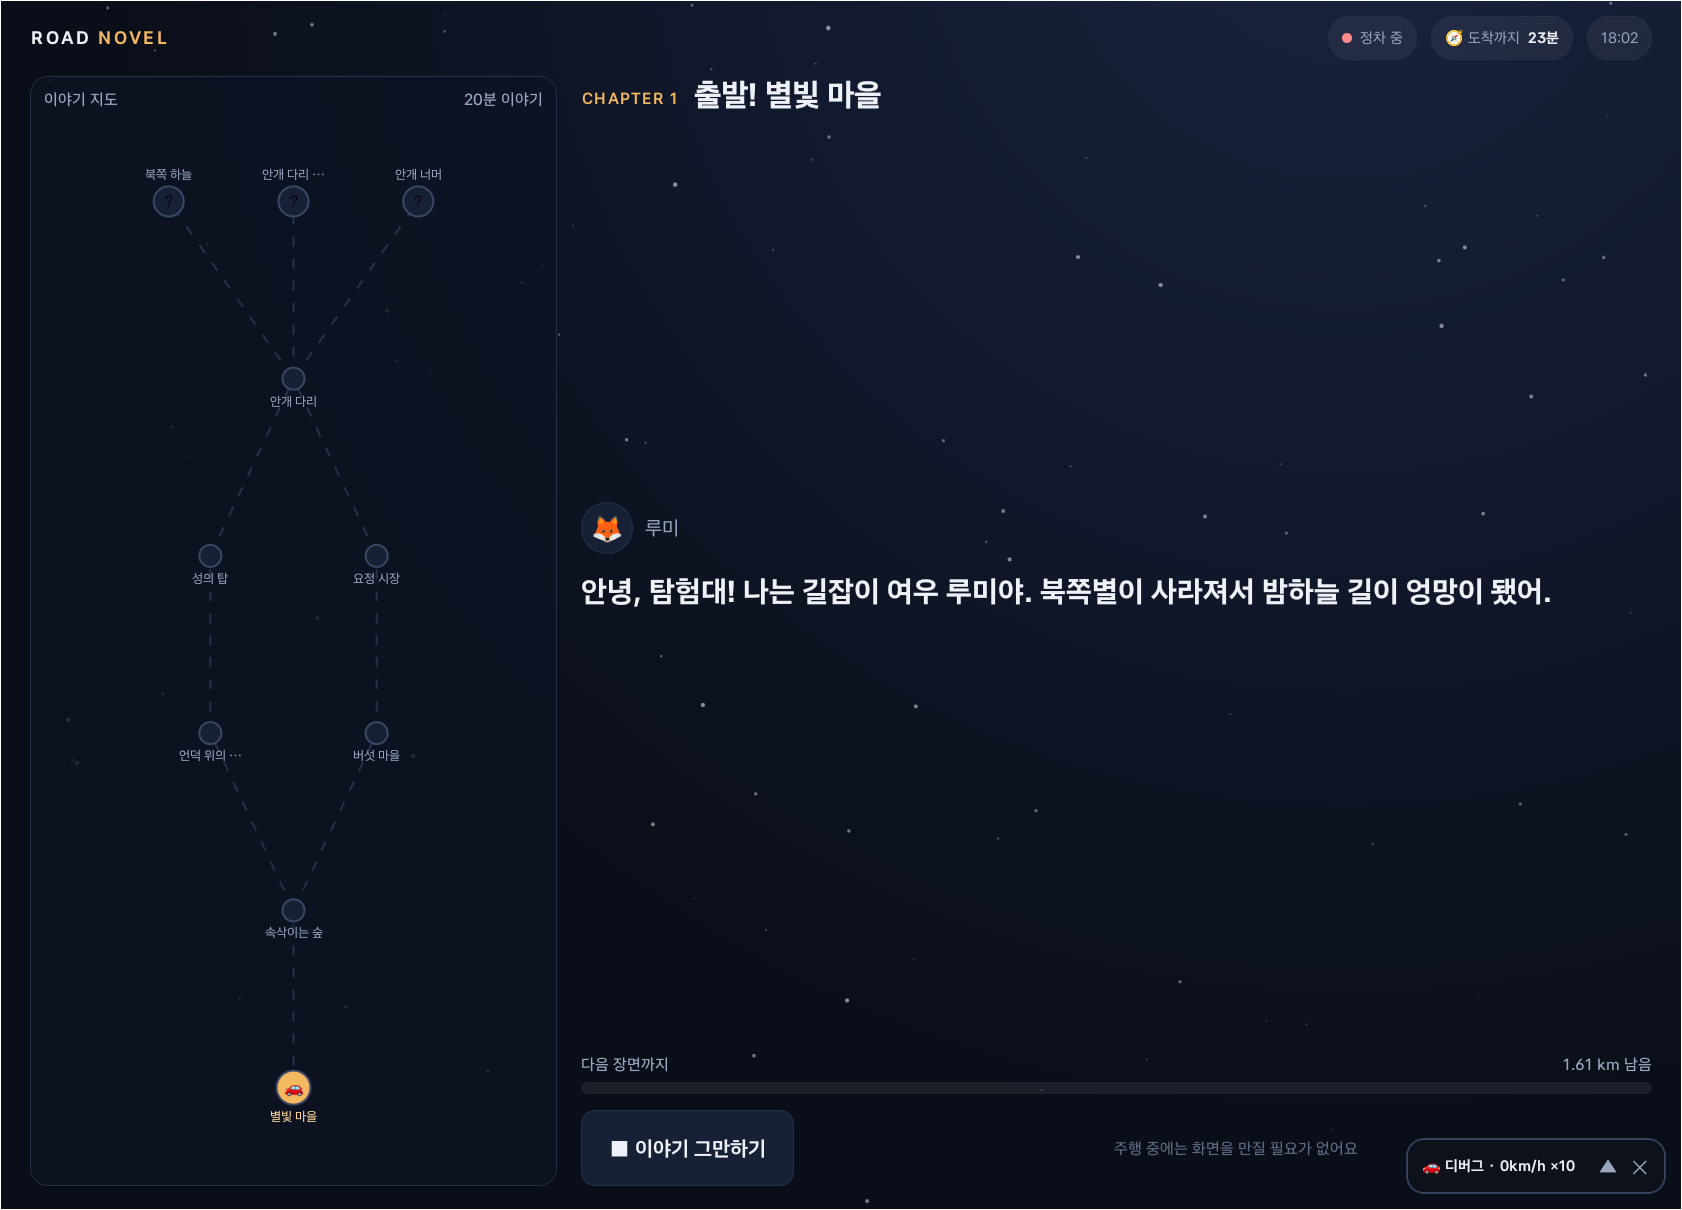 ROAD NOVEL
정차 중
도착까지 23분
18:02
이야기 지도
20분 이야기
북쪽 하늘
안개 다리 …
안개 너머
?
?
?
안개 다리
성의 탑
요정 시장
언덕 위의 …
버섯 마을
속삭이는 숲
별빛 마을
CHAPTER 1 출발! 별빛 마을
루미
안녕, 탐험대! 나는 길잡이 여우 루미야. 북쪽별이 사라져서 밤하늘 길이 엉망이 됐어.
다음 장면까지
1.61 km 남음
이야기 그만하기
주행 중에는 화면을 만질 필요가 없어요
디버그 · 0km/h ×10